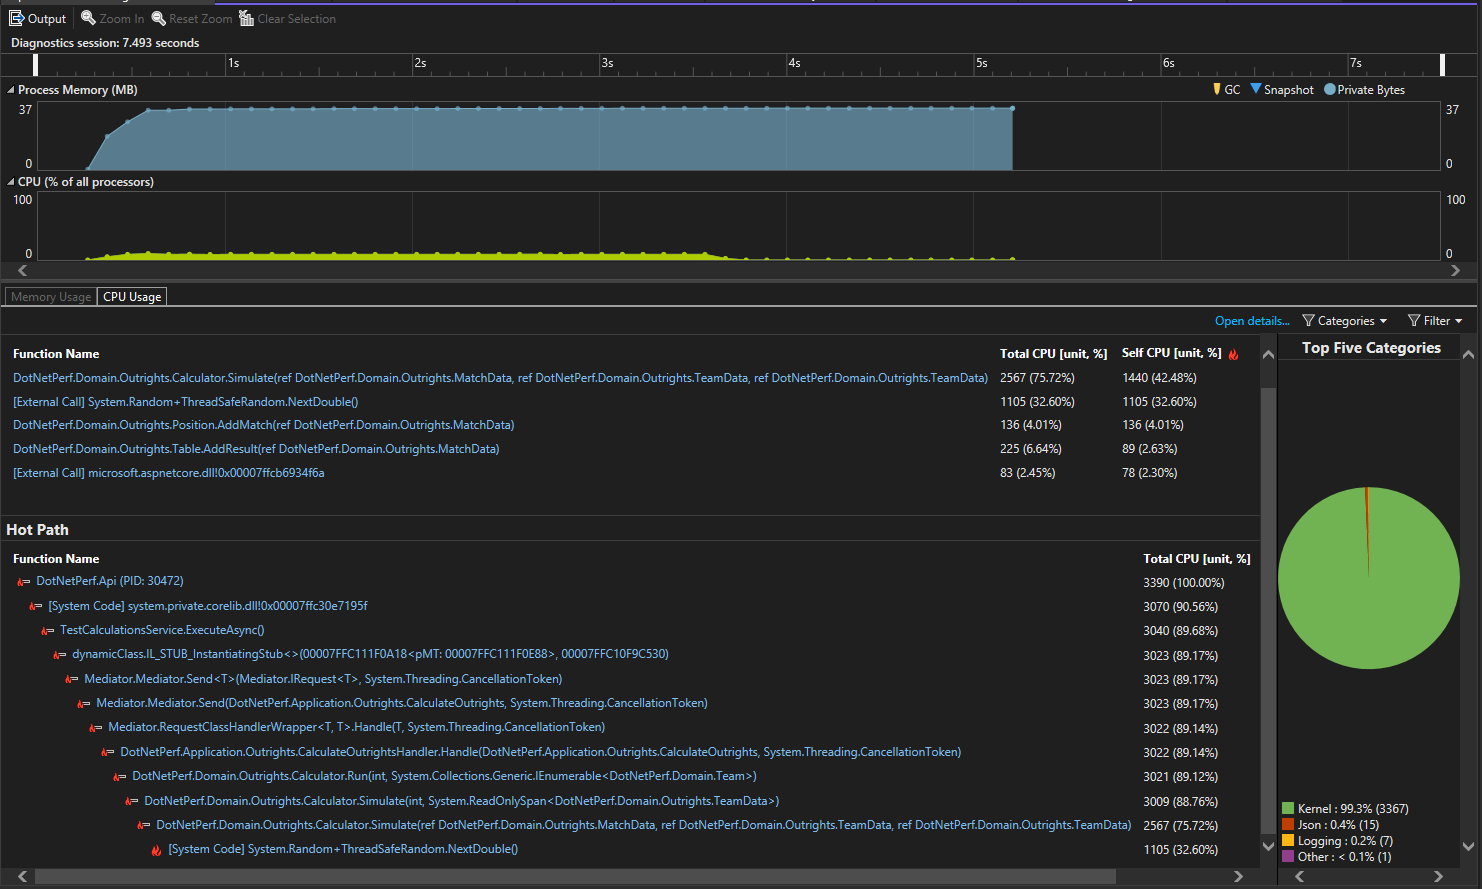 Output Zoom In Reset Zoom Clear Selection
Diagnostics session: 7.493 seconds
1s 2s 3s 4s 5s 6s 7s
Process Memory (MB) GC Snapshot Private Bytes
37 37
0 0
CPU (% of all processors)
100 100
0 0
Memory Usage CPU Usage
Open details... Categories Filter
Function Name Total CPU [unit, %] Self CPU [unit, %]
DotNetPerf.Domain.Outrights.Calculator.Simulate(ref DotNetPerf.Domain.Outrights.MatchData, ref DotNetPerf.Domain.Outrights.TeamData, ref DotNetPerf.Domain.Outrights.TeamData) 2567 (75.72%) 1440 (42.48%)
[External Call] System.Random+ThreadSafeRandom.NextDouble() 1105 (32.60%) 1105 (32.60%)
DotNetPerf.Domain.Outrights.Position.AddMatch(ref DotNetPerf.Domain.Outrights.MatchData) 136 (4.01%) 136 (4.01%)
DotNetPerf.Domain.Outrights.Table.AddResult(ref DotNetPerf.Domain.Outrights.MatchData) 225 (6.64%) 89 (2.63%)
[External Call] microsoft.aspnetcore.dll!0x00007ffcb6934f6a 83 (2.45%) 78 (2.30%)
Hot Path
Function Name Total CPU [unit, %]
DotNetPerf.Api (PID: 30472) 3390 (100.00%)
[System Code] system.private.corelib.dll!0x00007ffc30e7195f 3070 (90.56%)
TestCalculationsService.ExecuteAsync() 3040 (89.68%)
dynamicClass.IL_STUB_InstantiatingStub<>(00007FFC111F0A18<pMT: 00007FFC111F0E88>, 00007FFC10F9C530) 3023 (89.17%)
Mediator.Mediator.Send<T>(Mediator.IRequest<T>, System.Threading.CancellationToken) 3023 (89.17%)
Mediator.Mediator.Send(DotNetPerf.Application.Outrights.CalculateOutrights, System.Threading.CancellationToken) 3023 (89.17%)
Mediator.RequestClassHandlerWrapper<T, T>.Handle(T, System.Threading.CancellationToken) 3022 (89.14%)
DotNetPerf.Application.Outrights.CalculateOutrightsHandler.Handle(DotNetPerf.Application.Outrights.CalculateOutrights, System.Threading.CancellationToken) 3022 (89.14%)
DotNetPerf.Domain.Outrights.Calculator.Run(int, System.Collections.Generic.IEnumerable<DotNetPerf.Domain.Team>) 3021 (89.12%)
DotNetPerf.Domain.Outrights.Calculator.Simulate(int, System.ReadOnlySpan<DotNetPerf.Domain.Outrights.TeamData>) 3009 (88.76%)
DotNetPerf.Domain.Outrights.Calculator.Simulate(ref DotNetPerf.Domain.Outrights.MatchData, ref DotNetPerf.Domain.Outrights.TeamData, ref DotNetPerf.Domain.Outrights.TeamData) 2567 (75.72%)
[System Code] System.Random+ThreadSafeRandom.NextDouble() 1105 (32.60%)
Top Five Categories
Kernel : 99.3% (3367)
Json : 0.4% (15)
Logging : 0.2% (7)
Other : < 0.1% (1)